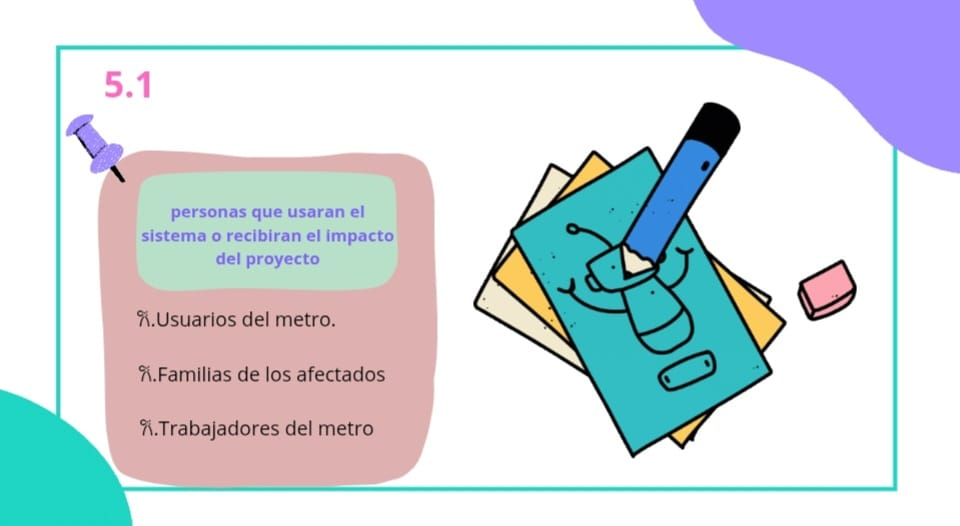 5.1
personas que usaran el
sistema o recibiran el impacto
del proyecto
.Usuarios del metro.
.Familias de los afectados
.Trabajadores del metro